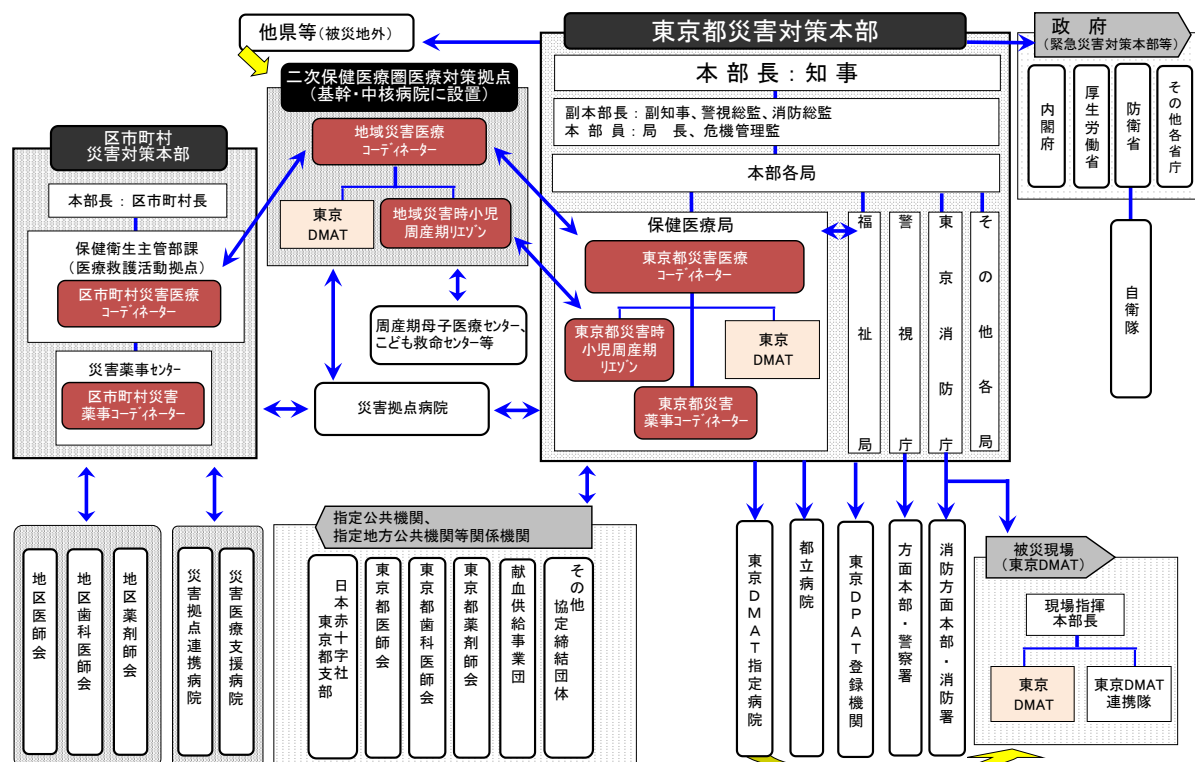 他県等(被災地外)
東京都災害対策本部
政 府
(緊急災害対策本部等)
内閣府
厚生労働省
防衛省
その他各省庁
自衛隊
本部長：知事
副本部長：副知事、警視総監、消防総監
本 部 員：局 長、危機管理監
本部各局
保健医療局
東京都災害医療
コーディネーター
東京都災害時
小児周産期
リエゾン
東京
DMAT
東京都災害
薬事コーディネーター
福祉局
警視庁
東京消防庁
その他各局
二次保健医療圏医療対策拠点
(基幹・中核病院に設置)
地域災害医療
コーディネーター
東京
DMAT
地域災害時小児
周産期リエゾン
周産期母子医療センター、
こども救命センター等
災害拠点病院
区市町村
災害対策本部
本部長：区市町村長
保健衛生主管部課
(医療救護活動拠点)
区市町村災害医療
コーディネーター
災害薬事センター
区市町村災害
薬事コーディネーター
地区医師会
地区歯科医師会
地区薬剤師会
災害拠点連携病院
災害医療支援病院
指定公共機関、
指定地方公共機関等関係機関
日本赤十字社
東京都支部
東京都医師会
東京都歯科医師会
東京都薬剤師会
献血供給事業団
その他
協定締結団体
東京DMAT指定病院
都立病院
東京DPAT登録機関
方面本部・警察署
消防方面本部・消防署
被災現場
(東京DMAT)
現場指揮
本部長
東京
DMAT
東京DMAT
連携隊